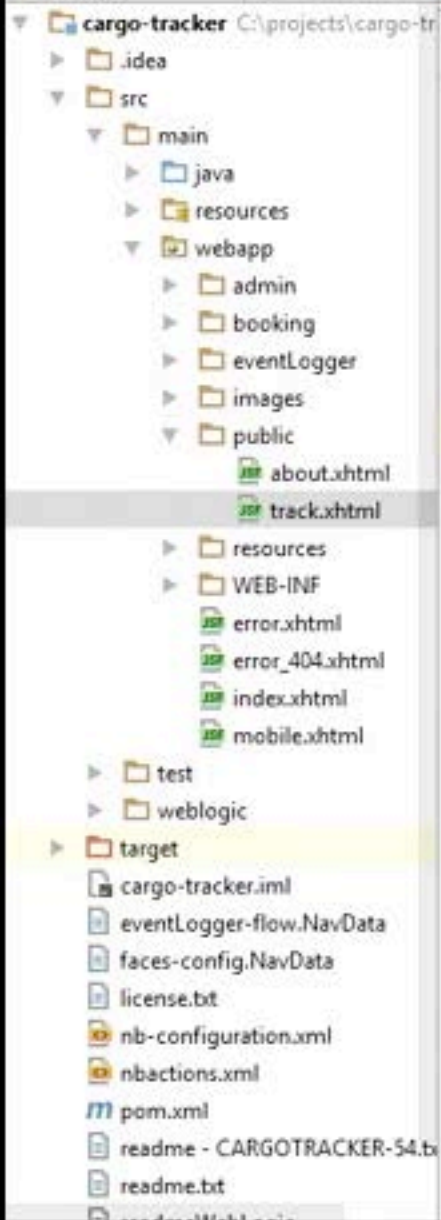 cargo-tracker C:\projects\cargo-tr
.idea
src
main
java
resources
webapp
admin
booking
eventLogger
images
public
about.xhtml
track.xhtml
resources
WEB-INF
error.xhtml
error_404.xhtml
index.xhtml
mobile.xhtml
test
weblogic
target
cargo-tracker.iml
eventLogger-flow.NavData
faces-config.NavData
license.txt
nb-configuration.xml
nbactions.xml
pom.xml
readme - CARGOTRACKER-54.tx
readme.txt